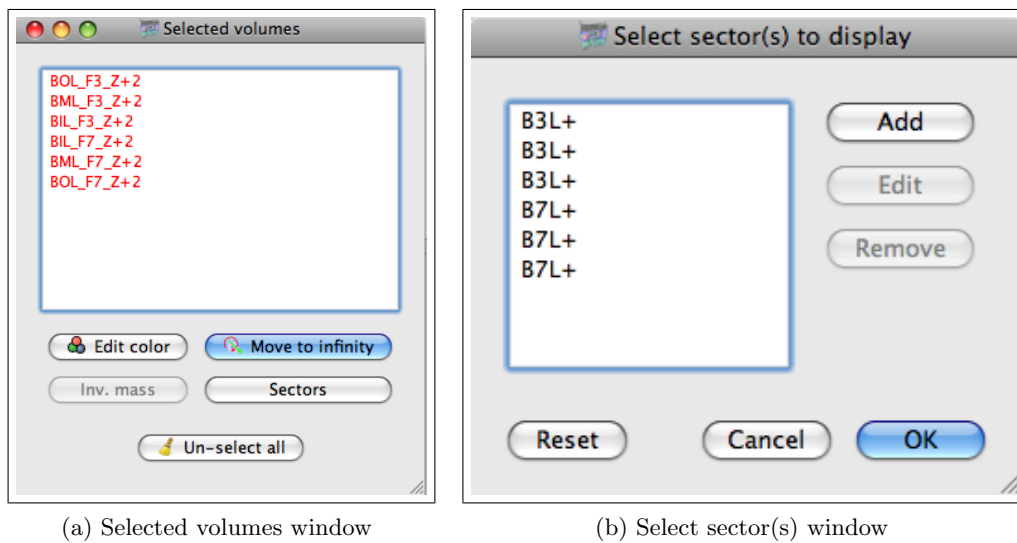 Selected volumes
BOL_F3_Z+2
BML_F3_Z+2
BIL_F3_Z+2
BIL_F7_Z+2
BML_F7_Z+2
BOL_F7_Z+2
Edit color
Move to infinity
Inv. mass
Sectors
Un-select all
(a) Selected volumes window
Select sector(s) to display
B3L+
B3L+
B3L+
B7L+
B7L+
B7L+
Add
Edit
Remove
Reset
Cancel
OK
(b) Select sector(s) window